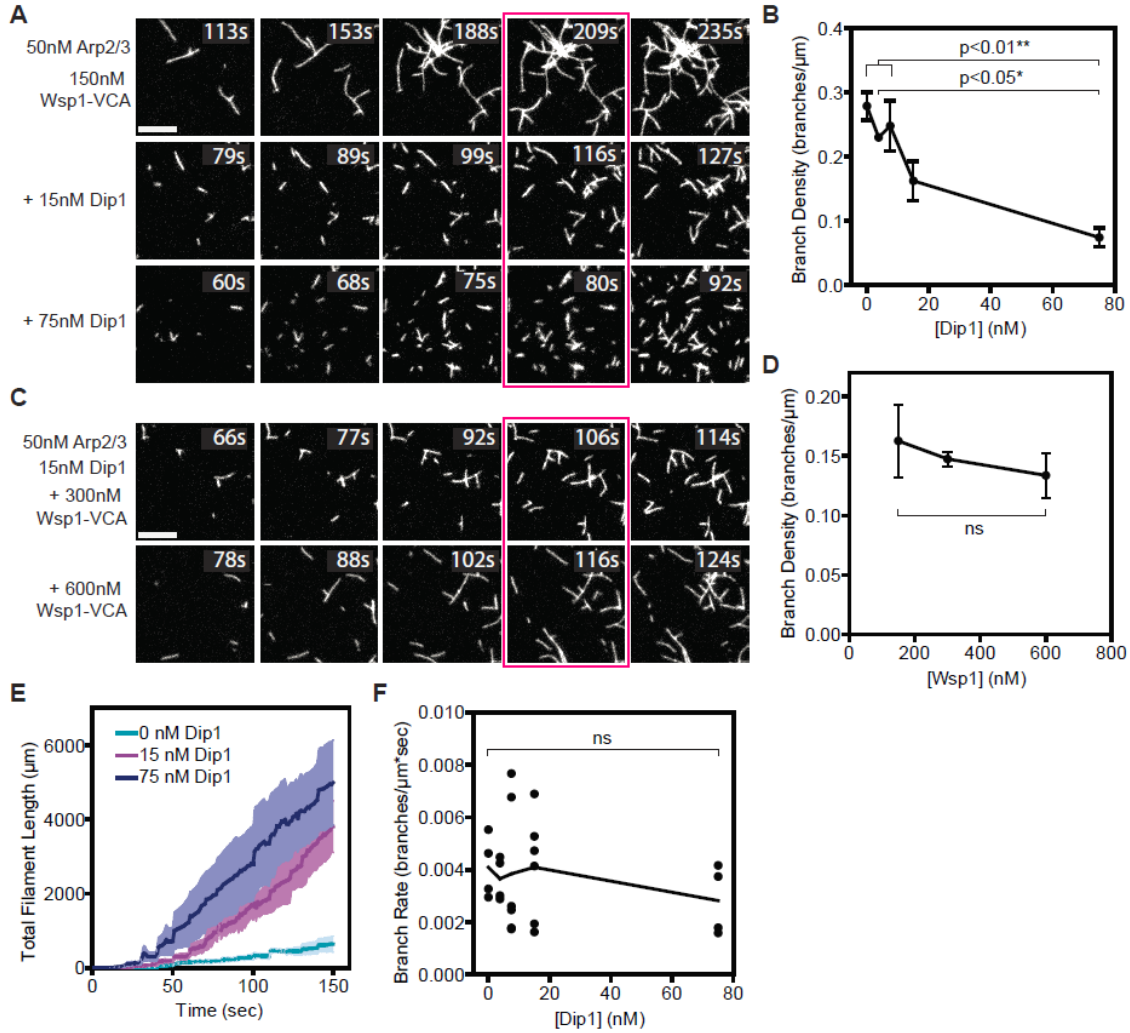 A
50nM Arp2/3
150nM
Wsp1-VCA
113s
153s
188s
209s
235s
+ 15nM Dip1
79s
89s
99s
116s
127s
+ 75nM Dip1
60s
68s
75s
80s
92s
B
Branch Density (branches/µm)
0.4
0.3
0.2
0.1
0.0
p<0.01**
p<0.05*
0
20
40
60
80
[Dip1] (nM)
C
50nM Arp2/3
15nM Dip1
+ 300nM
Wsp1-VCA
66s
77s
92s
106s
114s
+ 600nM
Wsp1-VCA
78s
88s
102s
116s
124s
D
Branch Density (branches/µm)
0.20
0.15
0.10
0.05
0.00
ns
0
200
400
600
800
[Wsp1] (nM)
E
Total Filament Length (µm)
6000
4000
2000
0
0 nM Dip1
15 nM Dip1
75 nM Dip1
0
50
100
150
Time (sec)
F
Branch Rate (branches/µm*sec)
0.010
0.008
0.006
0.004
0.002
0.000
ns
0
20
40
60
80
[Dip1] (nM)